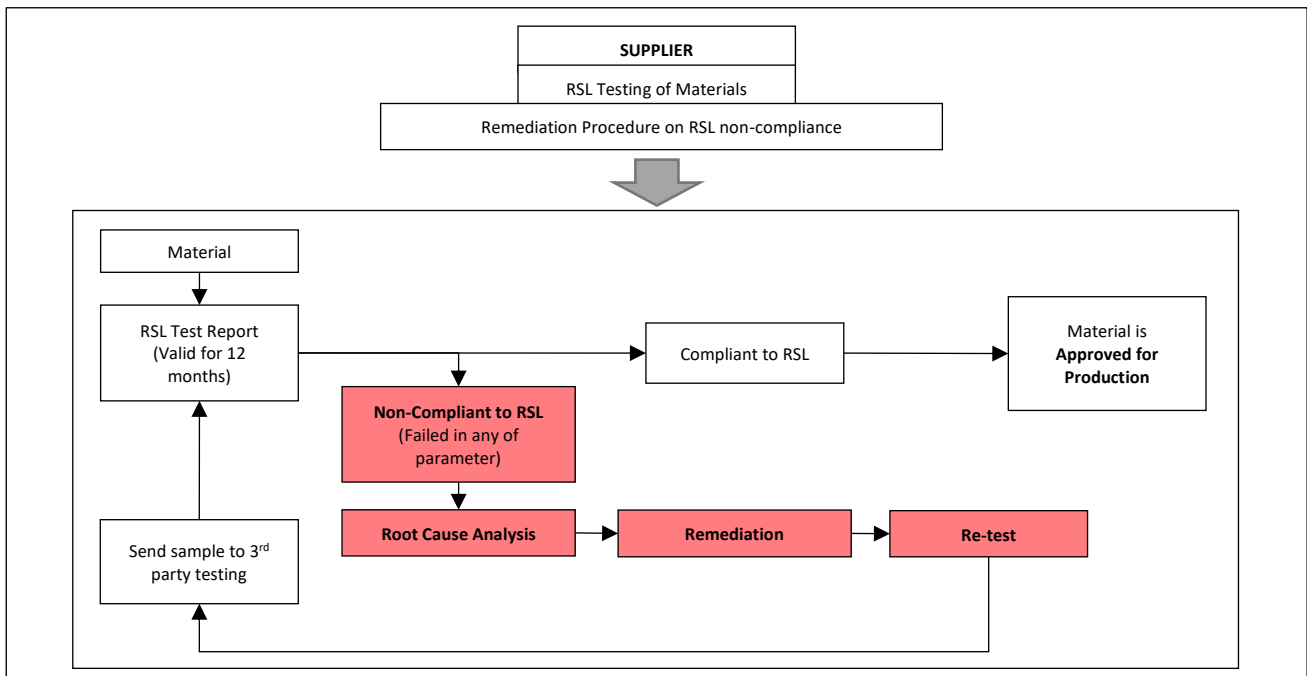 SUPPLIER
RSL Testing of Materials
Remediation Procedure on RSL non-compliance
Material
RSL Test Report
(Valid for 12
months)
Compliant to RSL
Material is
Approved for
Production
Non-Compliant to RSL
(Failed in any of
parameter)
Root Cause Analysis
Remediation
Re-test
Send sample to 3rd
party testing